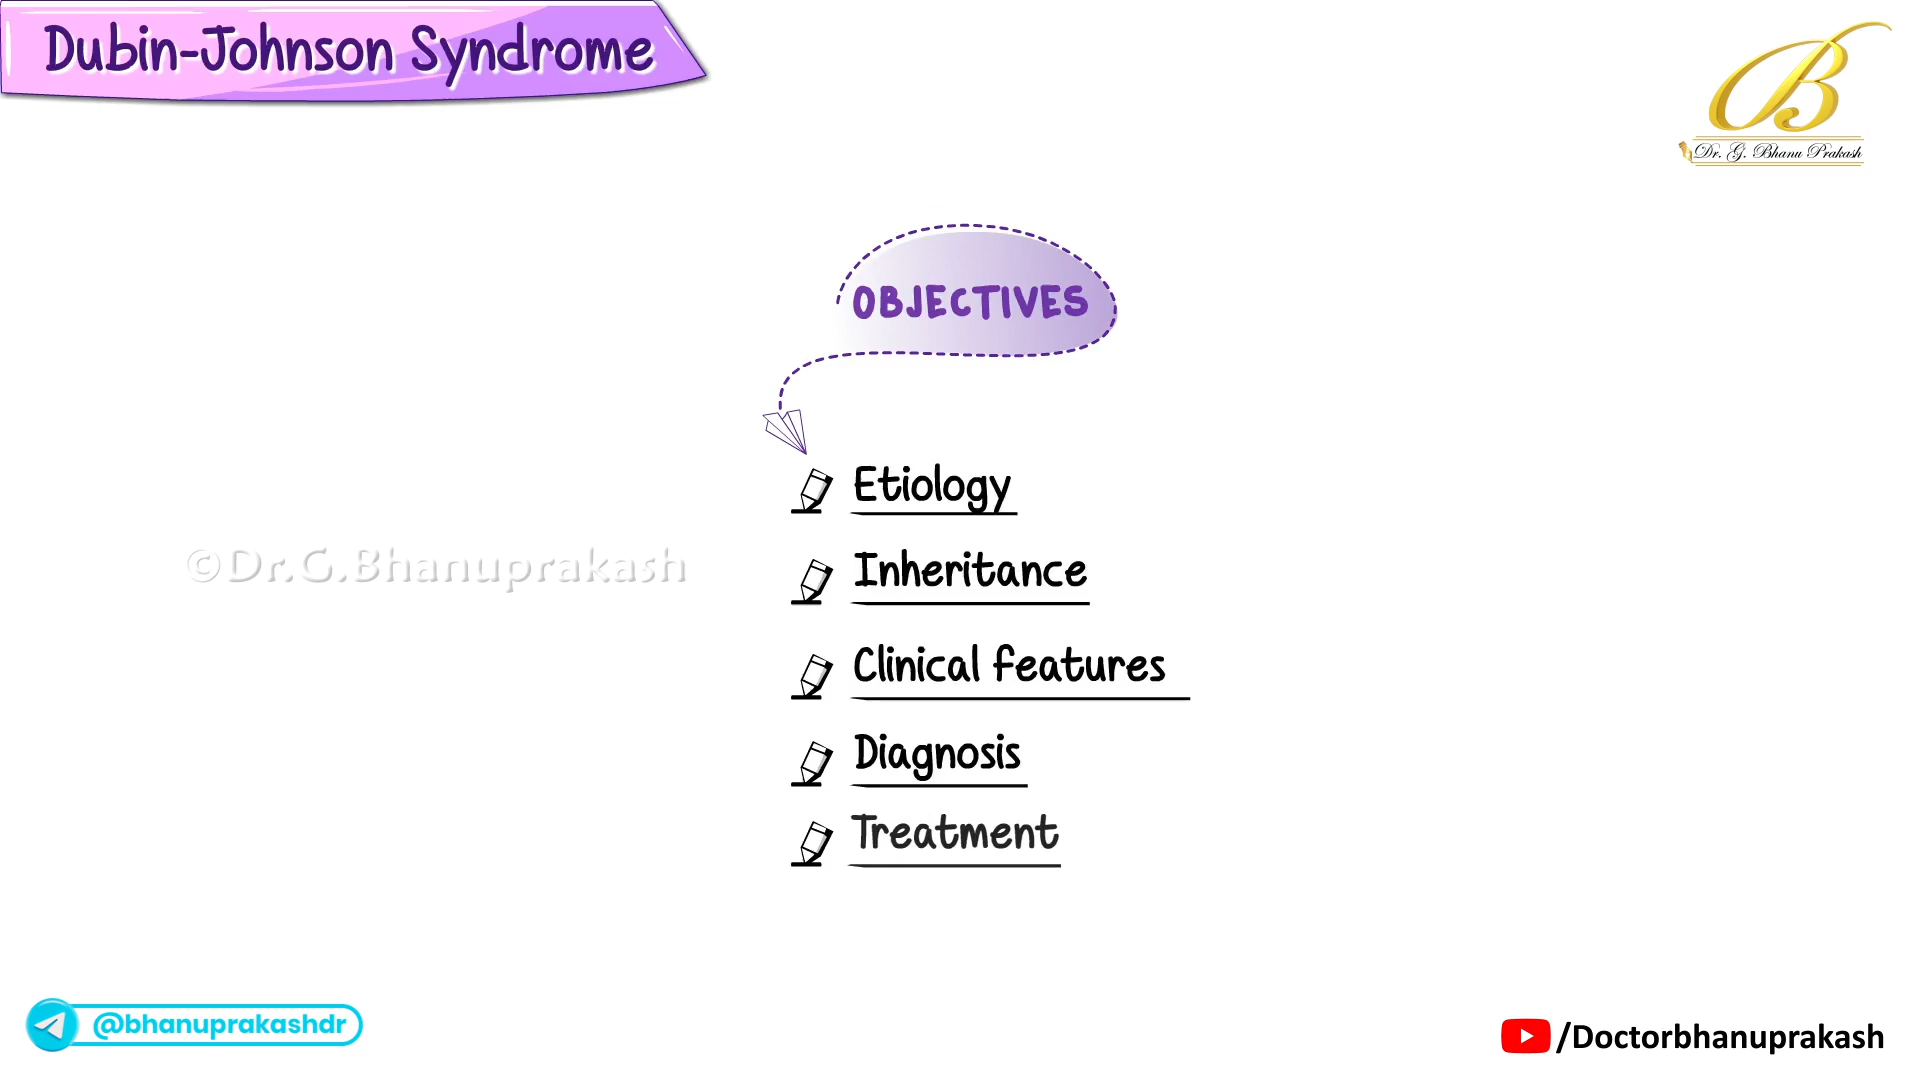 Dubin-Johnson Syndrome
B
Dr. G. Bhanu Prakash
OBJECTIVES
Etiology
Inheritance
©Dr.G.Bhanuprakash
Clinical features
Diagnosis
Treatment
@bhanuprakashdr
/Doctorbhanuprakash